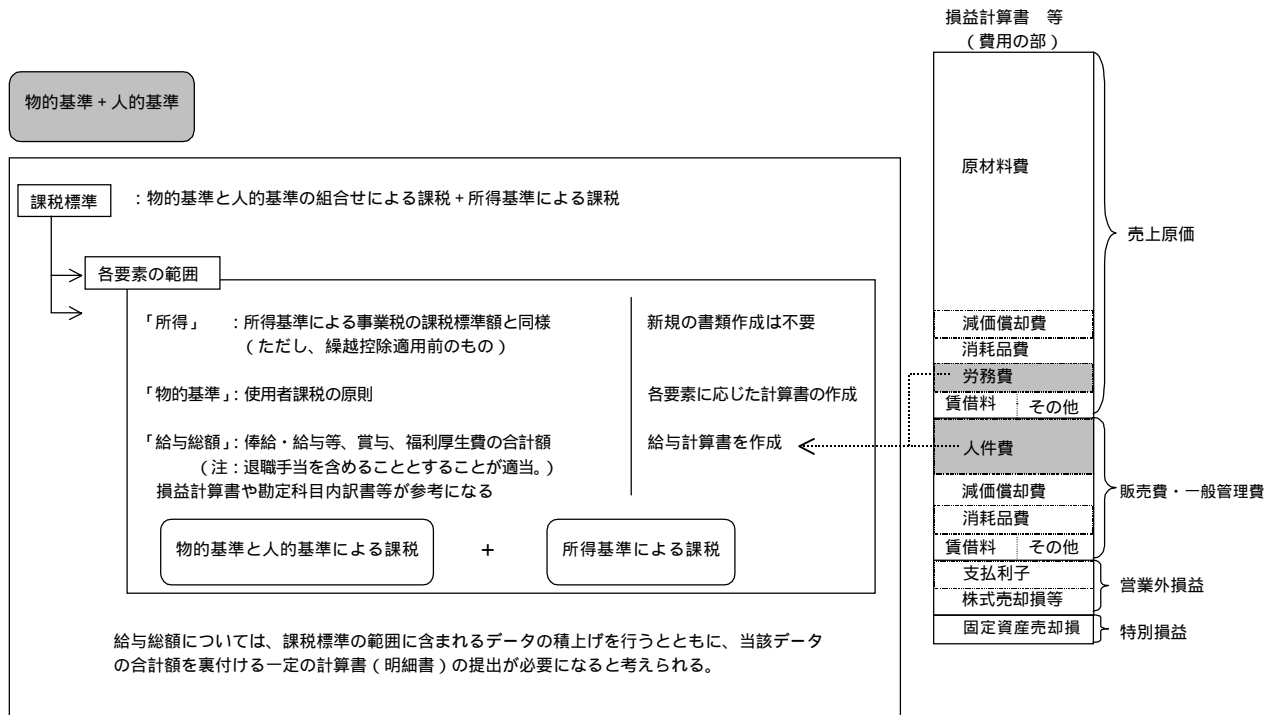 損益計算書　等
（費用の部）
物的基準＋人的基準
課税標準　：物的基準と人的基準の組合せによる課税＋所得基準による課税
各要素の範囲
「所得」　：所得基準による事業税の課税標準額と同様　新規の書類作成は不要
（ただし、繰越控除適用前のもの）
「物的基準」：使用者課税の原則　各要素に応じた計算書の作成
「給与総額」：俸給・給与等、賞与、福利厚生費の合計額　給与計算書を作成
（注：退職手当を含めることとすることが適当。）
損益計算書や勘定科目内訳書等が参考になる
物的基準と人的基準による課税　＋　所得基準による課税
給与総額については、課税標準の範囲に含まれるデータの積上げを行うとともに、当該データ
の合計額を裏付ける一定の計算書（明細書）の提出が必要になると考えられる。
原材料費
減価償却費
消耗品費
労務費
賃借料　その他
売上原価
人件費
減価償却費
消耗品費
賃借料　その他
販売費・一般管理費
支払利子
株式売却損等
営業外損益
固定資産売却損
特別損益